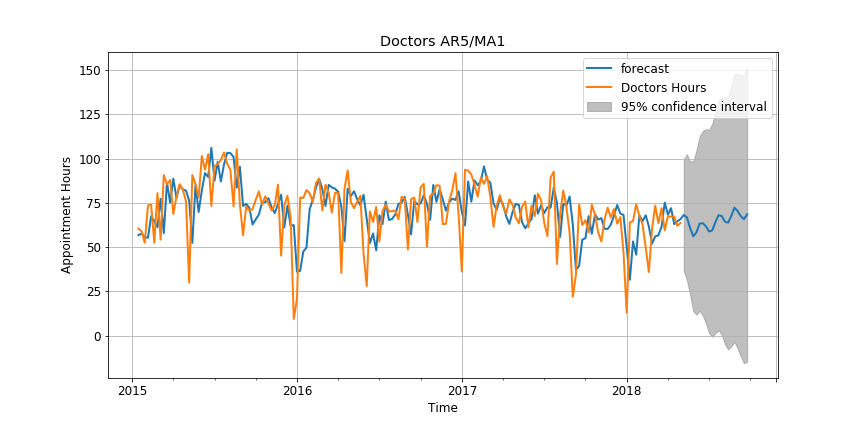 Doctors AR5/MA1
forecast
Doctors Hours
95% confidence interval
150
125
100
75
50
25
0
Appointment Hours
2015
2016
2017
2018
Time